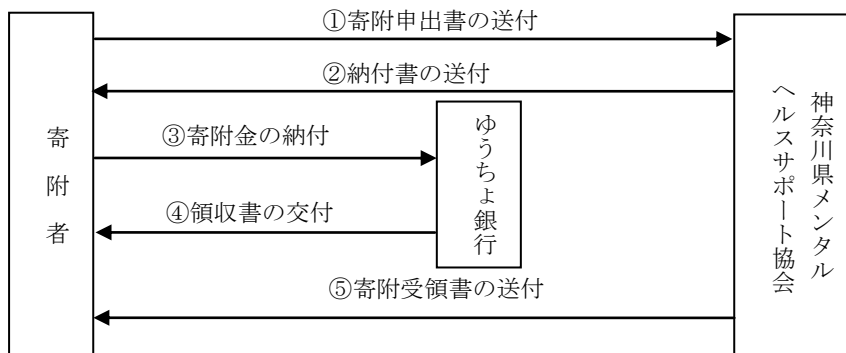 ①寄附申出書の送付
②納付書の送付
寄附者
③寄附金の納付
ゆうちょ銀行
④領収書の交付
⑤寄附受領書の送付
神奈川県メンタル
ヘルスサポート協会